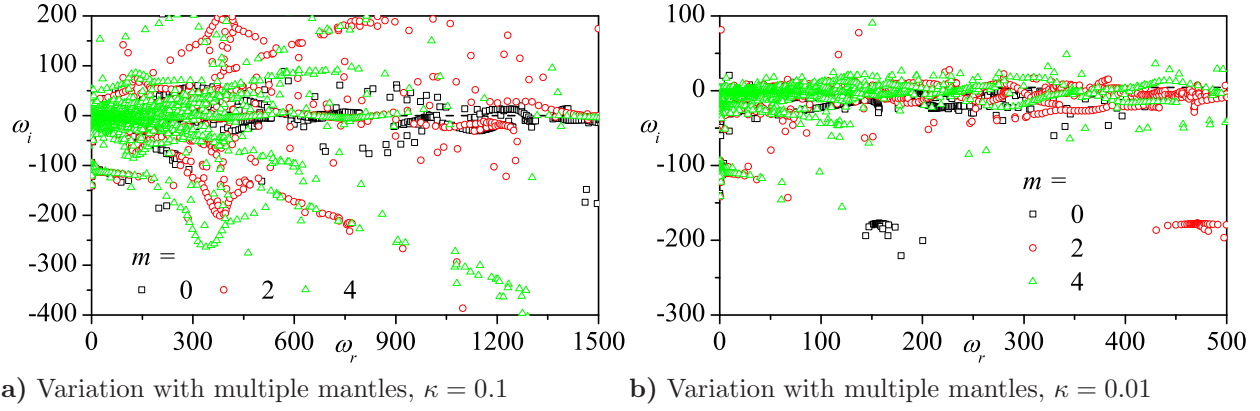 200
100
0
-100
-200
-300
-400
ω_i
m =
0 2 4
0 300 600 900 1200 1500
ω_r
100
0
-100
-200
-300
ω_i
m =
0
2
4
0 100 200 300 400 500
ω_r
a) Variation with multiple mantles, κ = 0.1
b) Variation with multiple mantles, κ = 0.01